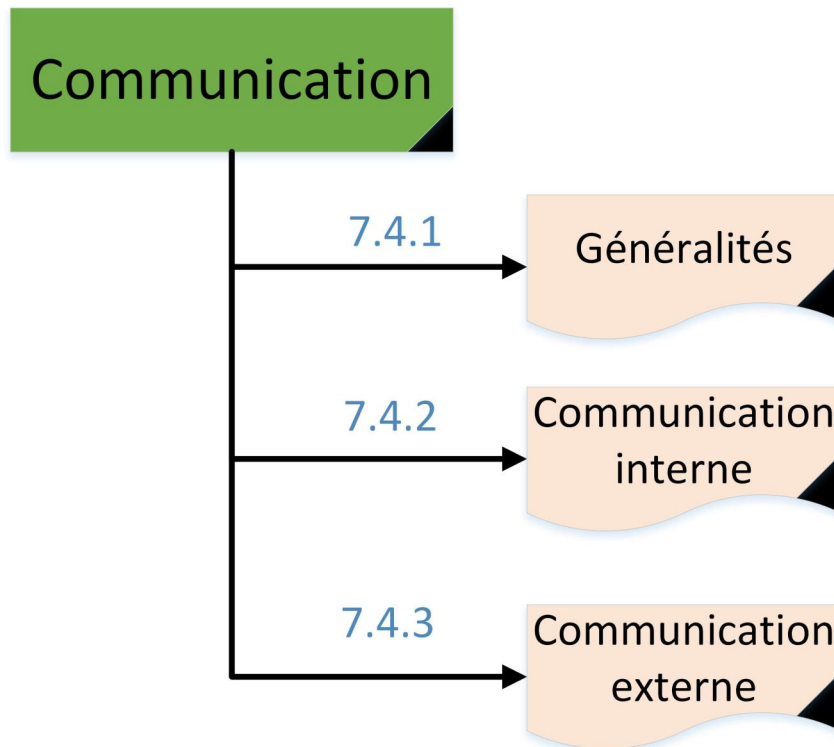 Communication
7.4.1
Généralités
7.4.2
Communication
interne
7.4.3
Communication
externe